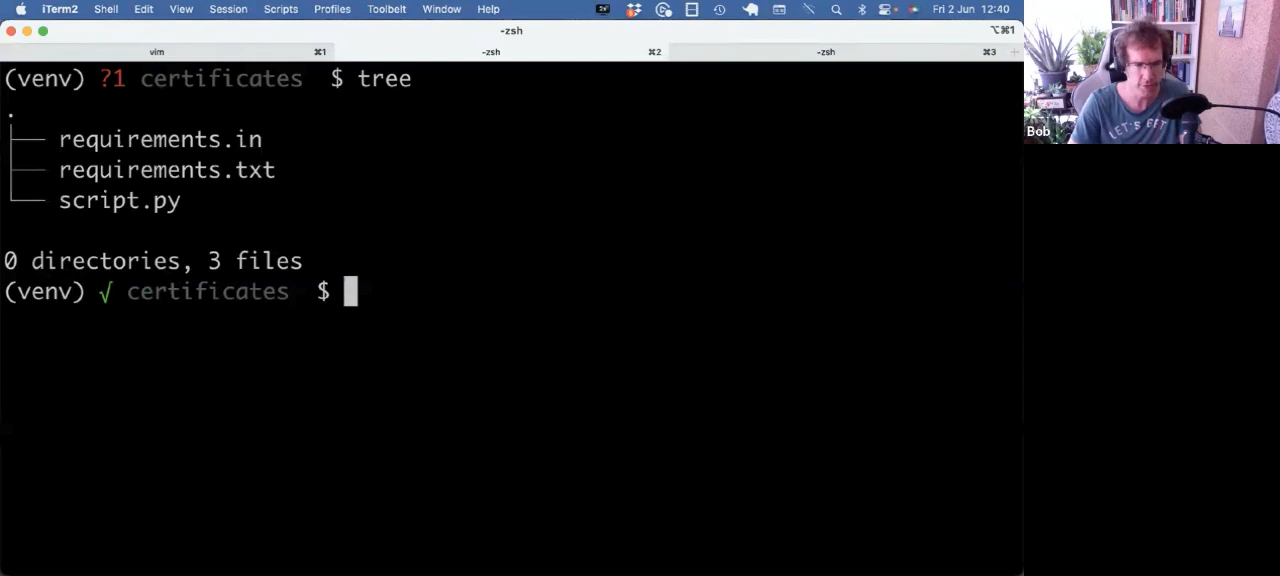 iTerm2 Shell Edit View Session Scripts Profiles Toolbelt Window Help Fri 2 Jun 12:40
-zsh ⌥⌘1
vim ⌘1 -zsh ⌘2 -zsh ⌘3
(venv) ?1 certificates $ tree
.
├── requirements.in
├── requirements.txt
└── script.py
0 directories, 3 files
(venv) √ certificates $
Bob
LET'S GET